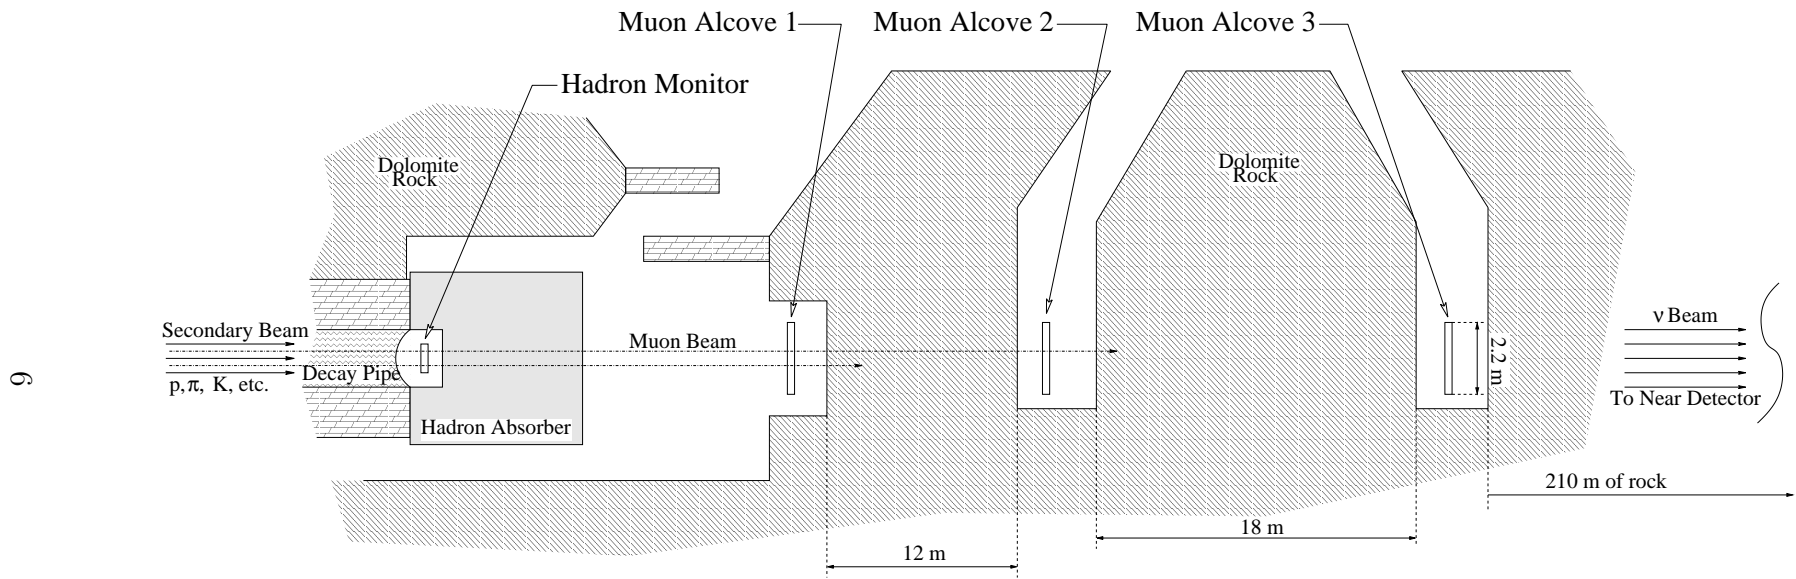 Muon Alcove 1
Muon Alcove 2
Muon Alcove 3
Hadron Monitor
Dolomite
Rock
Dolomite
Rock
Secondary Beam
p, π, K, etc.
Decay Pipe
Muon Beam
Hadron Absorber
2.2 m
ν Beam
To Near Detector
210 m of rock
18 m
12 m
9